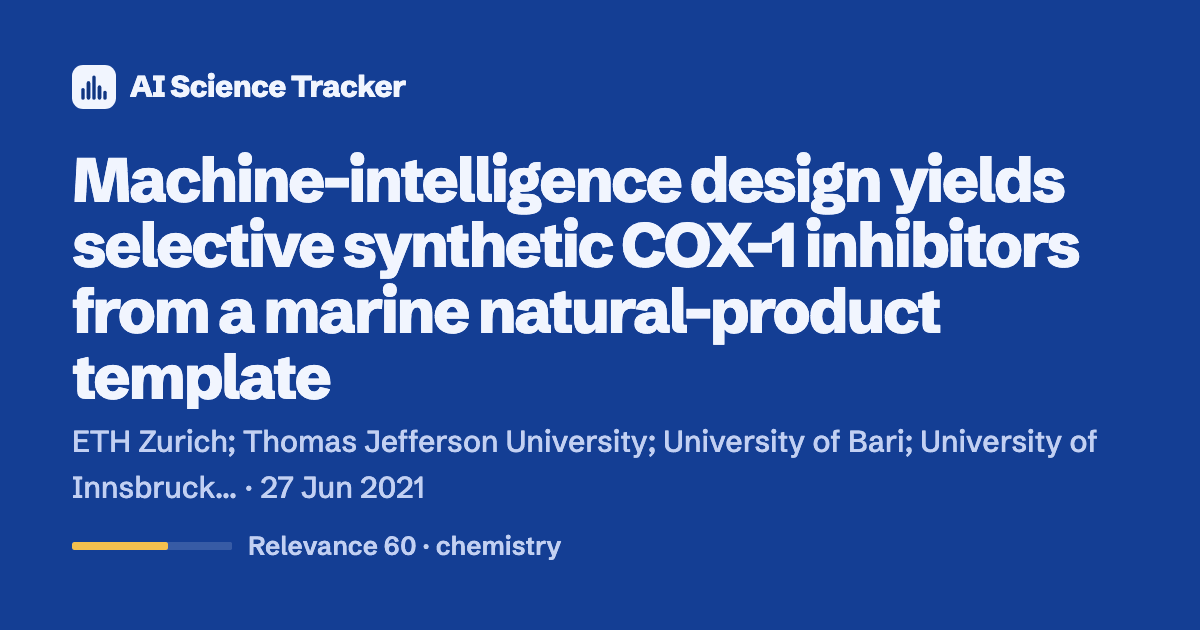 AI Science Tracker
Machine-intelligence design yields
selective synthetic COX-1 inhibitors
from a marine natural-product
template
ETH Zurich; Thomas Jefferson University; University of Bari; University of
Innsbruck... · 27 Jun 2021
Relevance 60 · chemistry